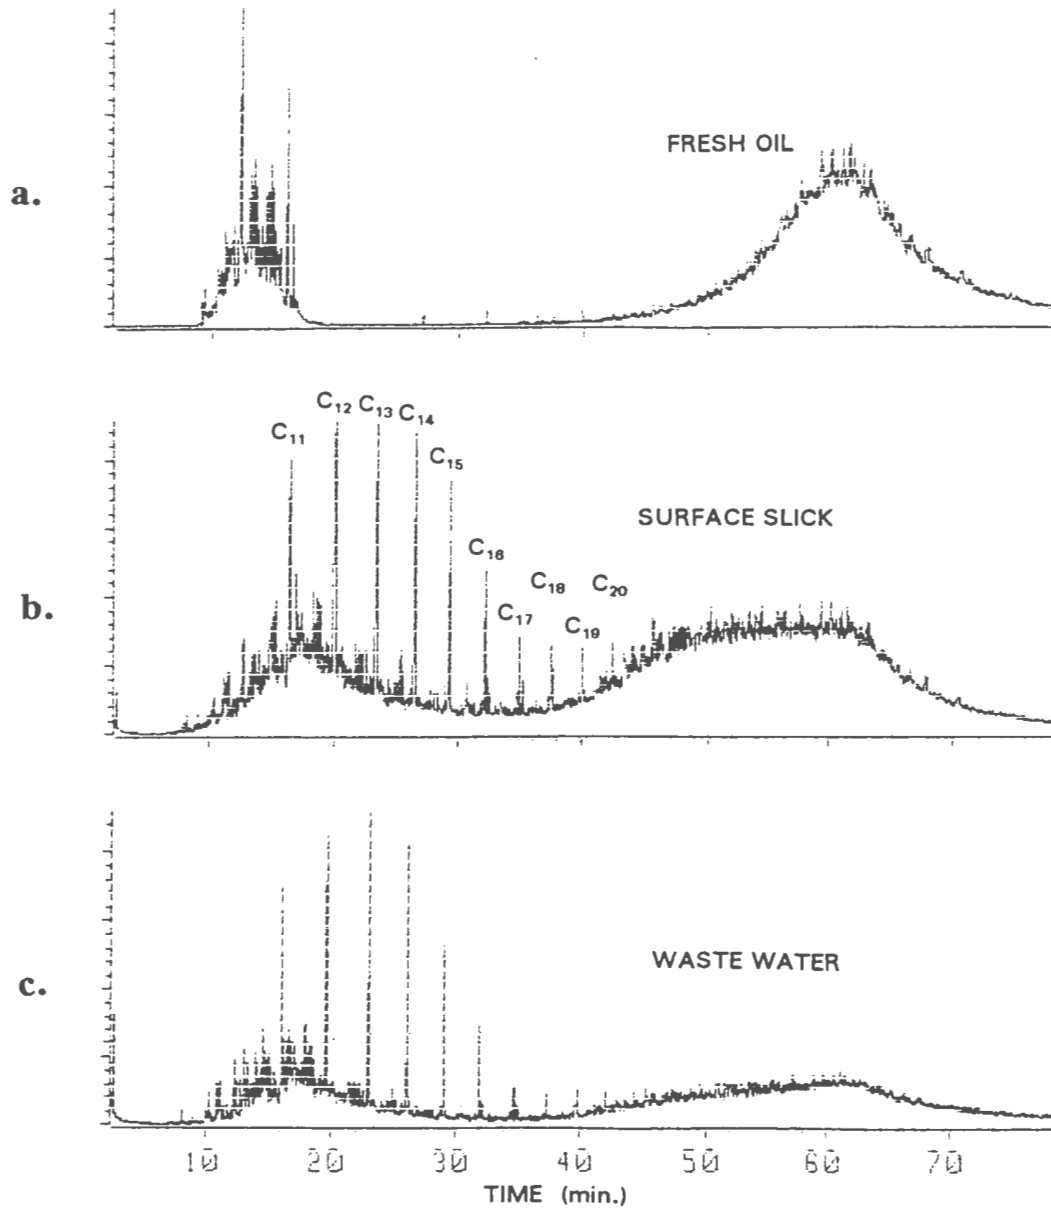 a.
FRESH OIL
b.
C₁₁
C₁₂
C₁₃
C₁₄
C₁₅
C₁₆
C₁₇
C₁₈
C₁₉
C₂₀
SURFACE SLICK
c.
WASTE WATER
10 20 30 40 50 60 70
TIME (min.)